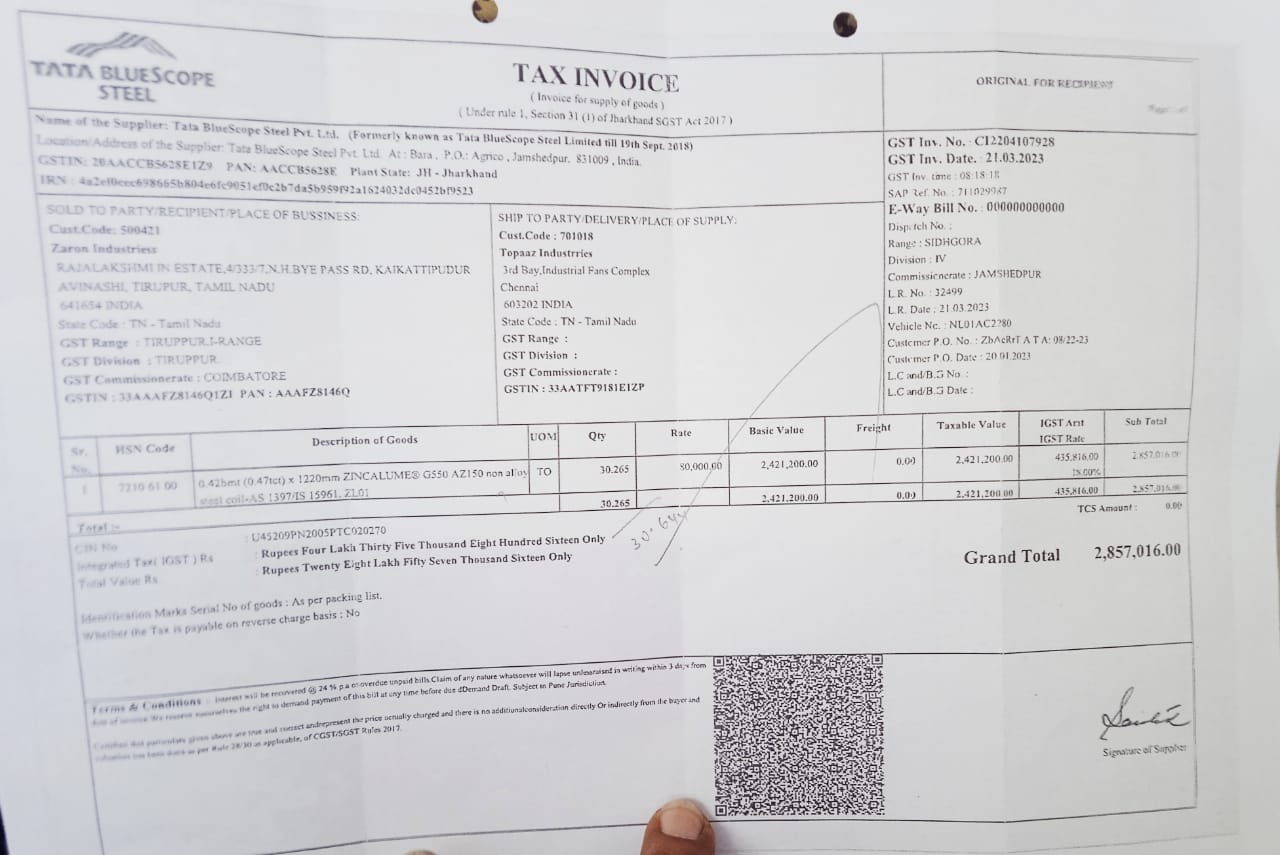 TATA BLUESCOPE
STEEL
TAX INVOICE
( Invoice for supply of goods )
( Under rule 1, Section 31 (1) of Jharkhand SGST Act 2017 )
ORIGINAL FOR RECIPIENT
Name of the Supplier: Tata BlueScope Steel Pvt. Ltd. (Formerly known as Tata BlueScope Steel Limited till 19th Sept. 2018)
Location/Address of the Supplier: Tata BlueScope Steel Pvt. Ltd. At : Bara , P.O.: Agrico , Jamshedpur. 831009 , India.
GSTIN: 20AACCB5628E1Z9 PAN: AACCB5628E Plant State: JH - Jharkhand
IRN :
GST Inv. No. : CI2204107928
GST Inv. Date. : 21.03.2023
GST Inv. time : 08:18:18
SAP Ref. No. : 711029967
E-Way Bill No. : 000000000000
Dispatch No. :
Range : SIDHGORA
Division : IV
Commissionerate : JAMSHEDPUR
L.R. No. : 32499
L.R. Date : 21.03.2023
Vehicle No. : NL01AC2280
Customer P.O. No. : ZbAcRrT A T A: 08/22-23
Customer P.O. Date : 20.01.2023
L.C and/B.G No. :
L.C and/B.G Date :
SOLD TO PARTY/RECIPIENT/PLACE OF BUSSINESS:
Cust.Code: 500421
Zaron Industriess
RAJALAKSHMI IN ESTATE,4/333/7,N.H.BYE PASS RD, KAIKATTIPUDUR
AVINASHI, TIRUPUR, TAMIL NADU
641654 INDIA
State Code : TN - Tamil Nadu
GST Range : TIRUPPUR.I-RANGE
GST Division : TIRUPPUR.
GST Commissionerate : COIMBATORE
GSTIN : 33AAAFZ8146Q1Z1 PAN : AAAFZ8146Q
SHIP TO PARTY/DELIVERY/PLACE OF SUPPLY:
Cust.Code : 701018
Topaaz Industrries
3rd Bay,Industrial Fans Complex
Chennai
603202 INDIA
State Code : TN - Tamil Nadu
GST Range :
GST Division :
GST Commissionerate :
GSTIN : 33AATFT9181E1ZP
Sr. No. HSN Code Description of Goods UOM Qty Rate Basic Value Freight Taxable Value IGST Amt IGST Rate Sub Total
1 7210 61 00 0.42bmt (0.47tct) x 1220mm ZINCALUME® G550 AZ150 non alloy TO 30.265 80,000.00 2,421,200.00 0.00 2,421,200.00 435,816.00 2,857,016.00
steel coil-AS 1397/IS 15961, ZL01 18.00%
Total :- 30.265 2,421,200.00 0.00 2,421,200.00 435,816.00 2,857,016.00
TCS Amount : 0.00
CIN No : U45209PN2005PTC020270
Integrated Tax( IGST ) Rs : Rupees Four Lakh Thirty Five Thousand Eight Hundred Sixteen Only
Total Value Rs : Rupees Twenty Eight Lakh Fifty Seven Thousand Sixteen Only
Grand Total 2,857,016.00
Identification Marks Serial No of goods : As per packing list.
Whether the Tax is payable on reverse charge basis : No
Terms & Conditions : Interest will be recovered @ 24 % p.a on overdue unpaid bills.Claim of any nature whatsoever will lapse unlessraised in writing within 3 days from
date of invoice We reserve ourselves the right to demand payment of this bill at any time before due dDemand Draft. Subject in Pune Jurisdiction.
Certified that particulars given above are true and correct andrepresent the price actually charged and there is no additionalconsideration directly Or indirectly from the buyer and
as per Rule 28/30 as applicable, of CGST/SGST Rules 2017.
Signature of Supplier